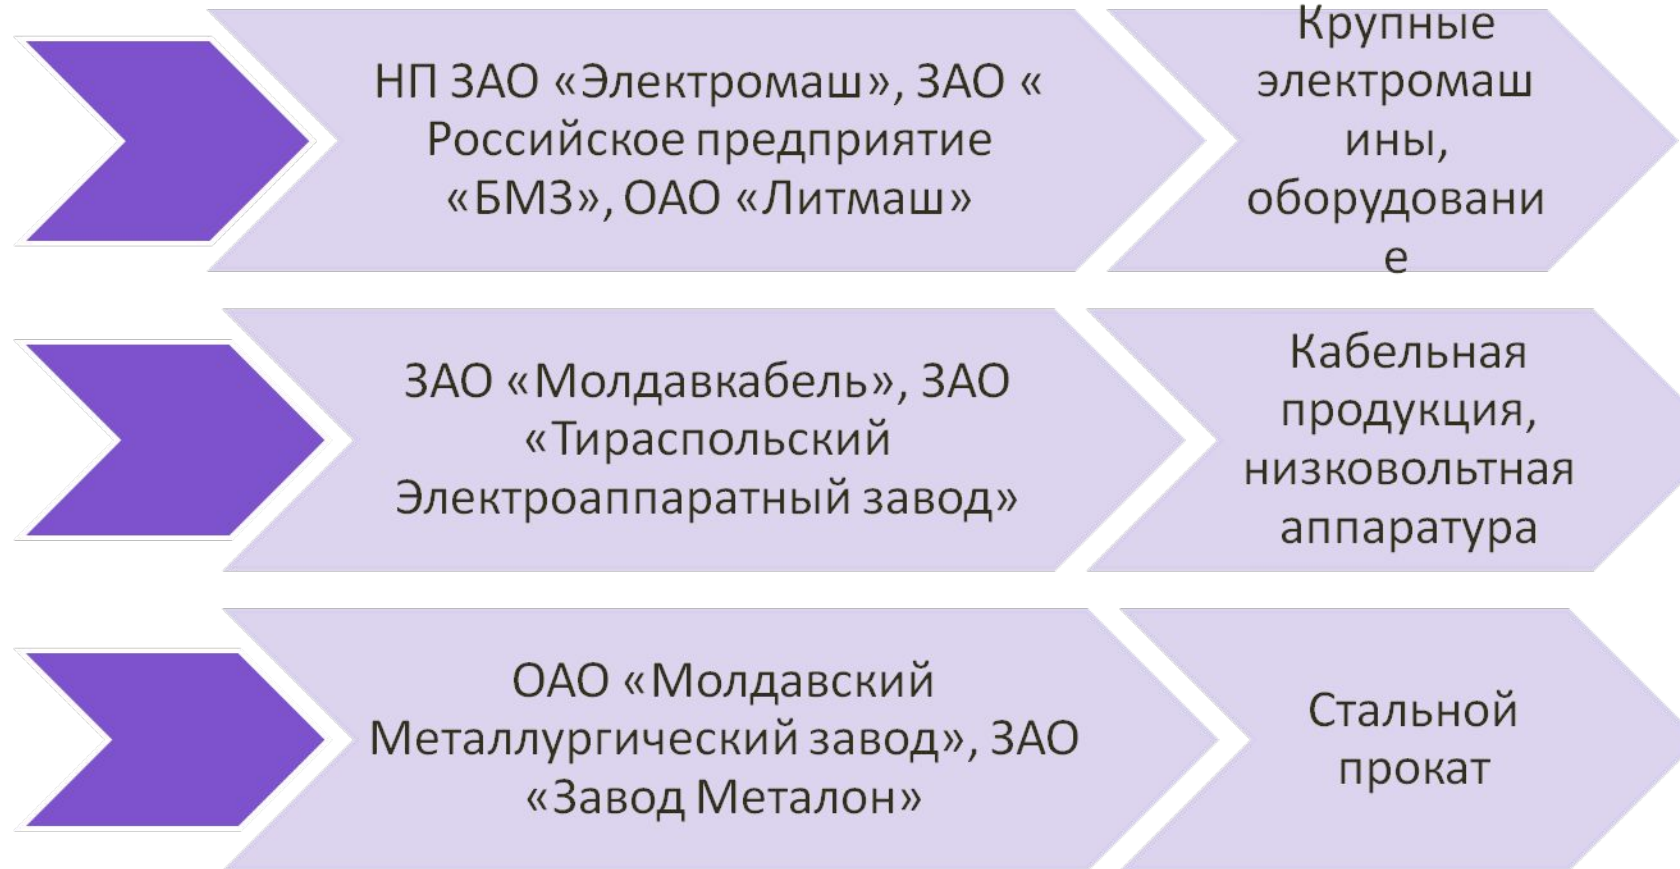 НП ЗАО «Электромаш», ЗАО «
Российское предприятие
«БМЗ», ОАО «Литмаш»
Крупные
электромаш
ины,
оборудовани
е
ЗАО «Молдавкабель», ЗАО
«Тираспольский
Электроаппаратный завод»
Кабельная
продукция,
низковольтная
аппаратура
ОАО «Молдавский
Металлургический завод», ЗАО
«Завод Металон»
Стальной
прокат